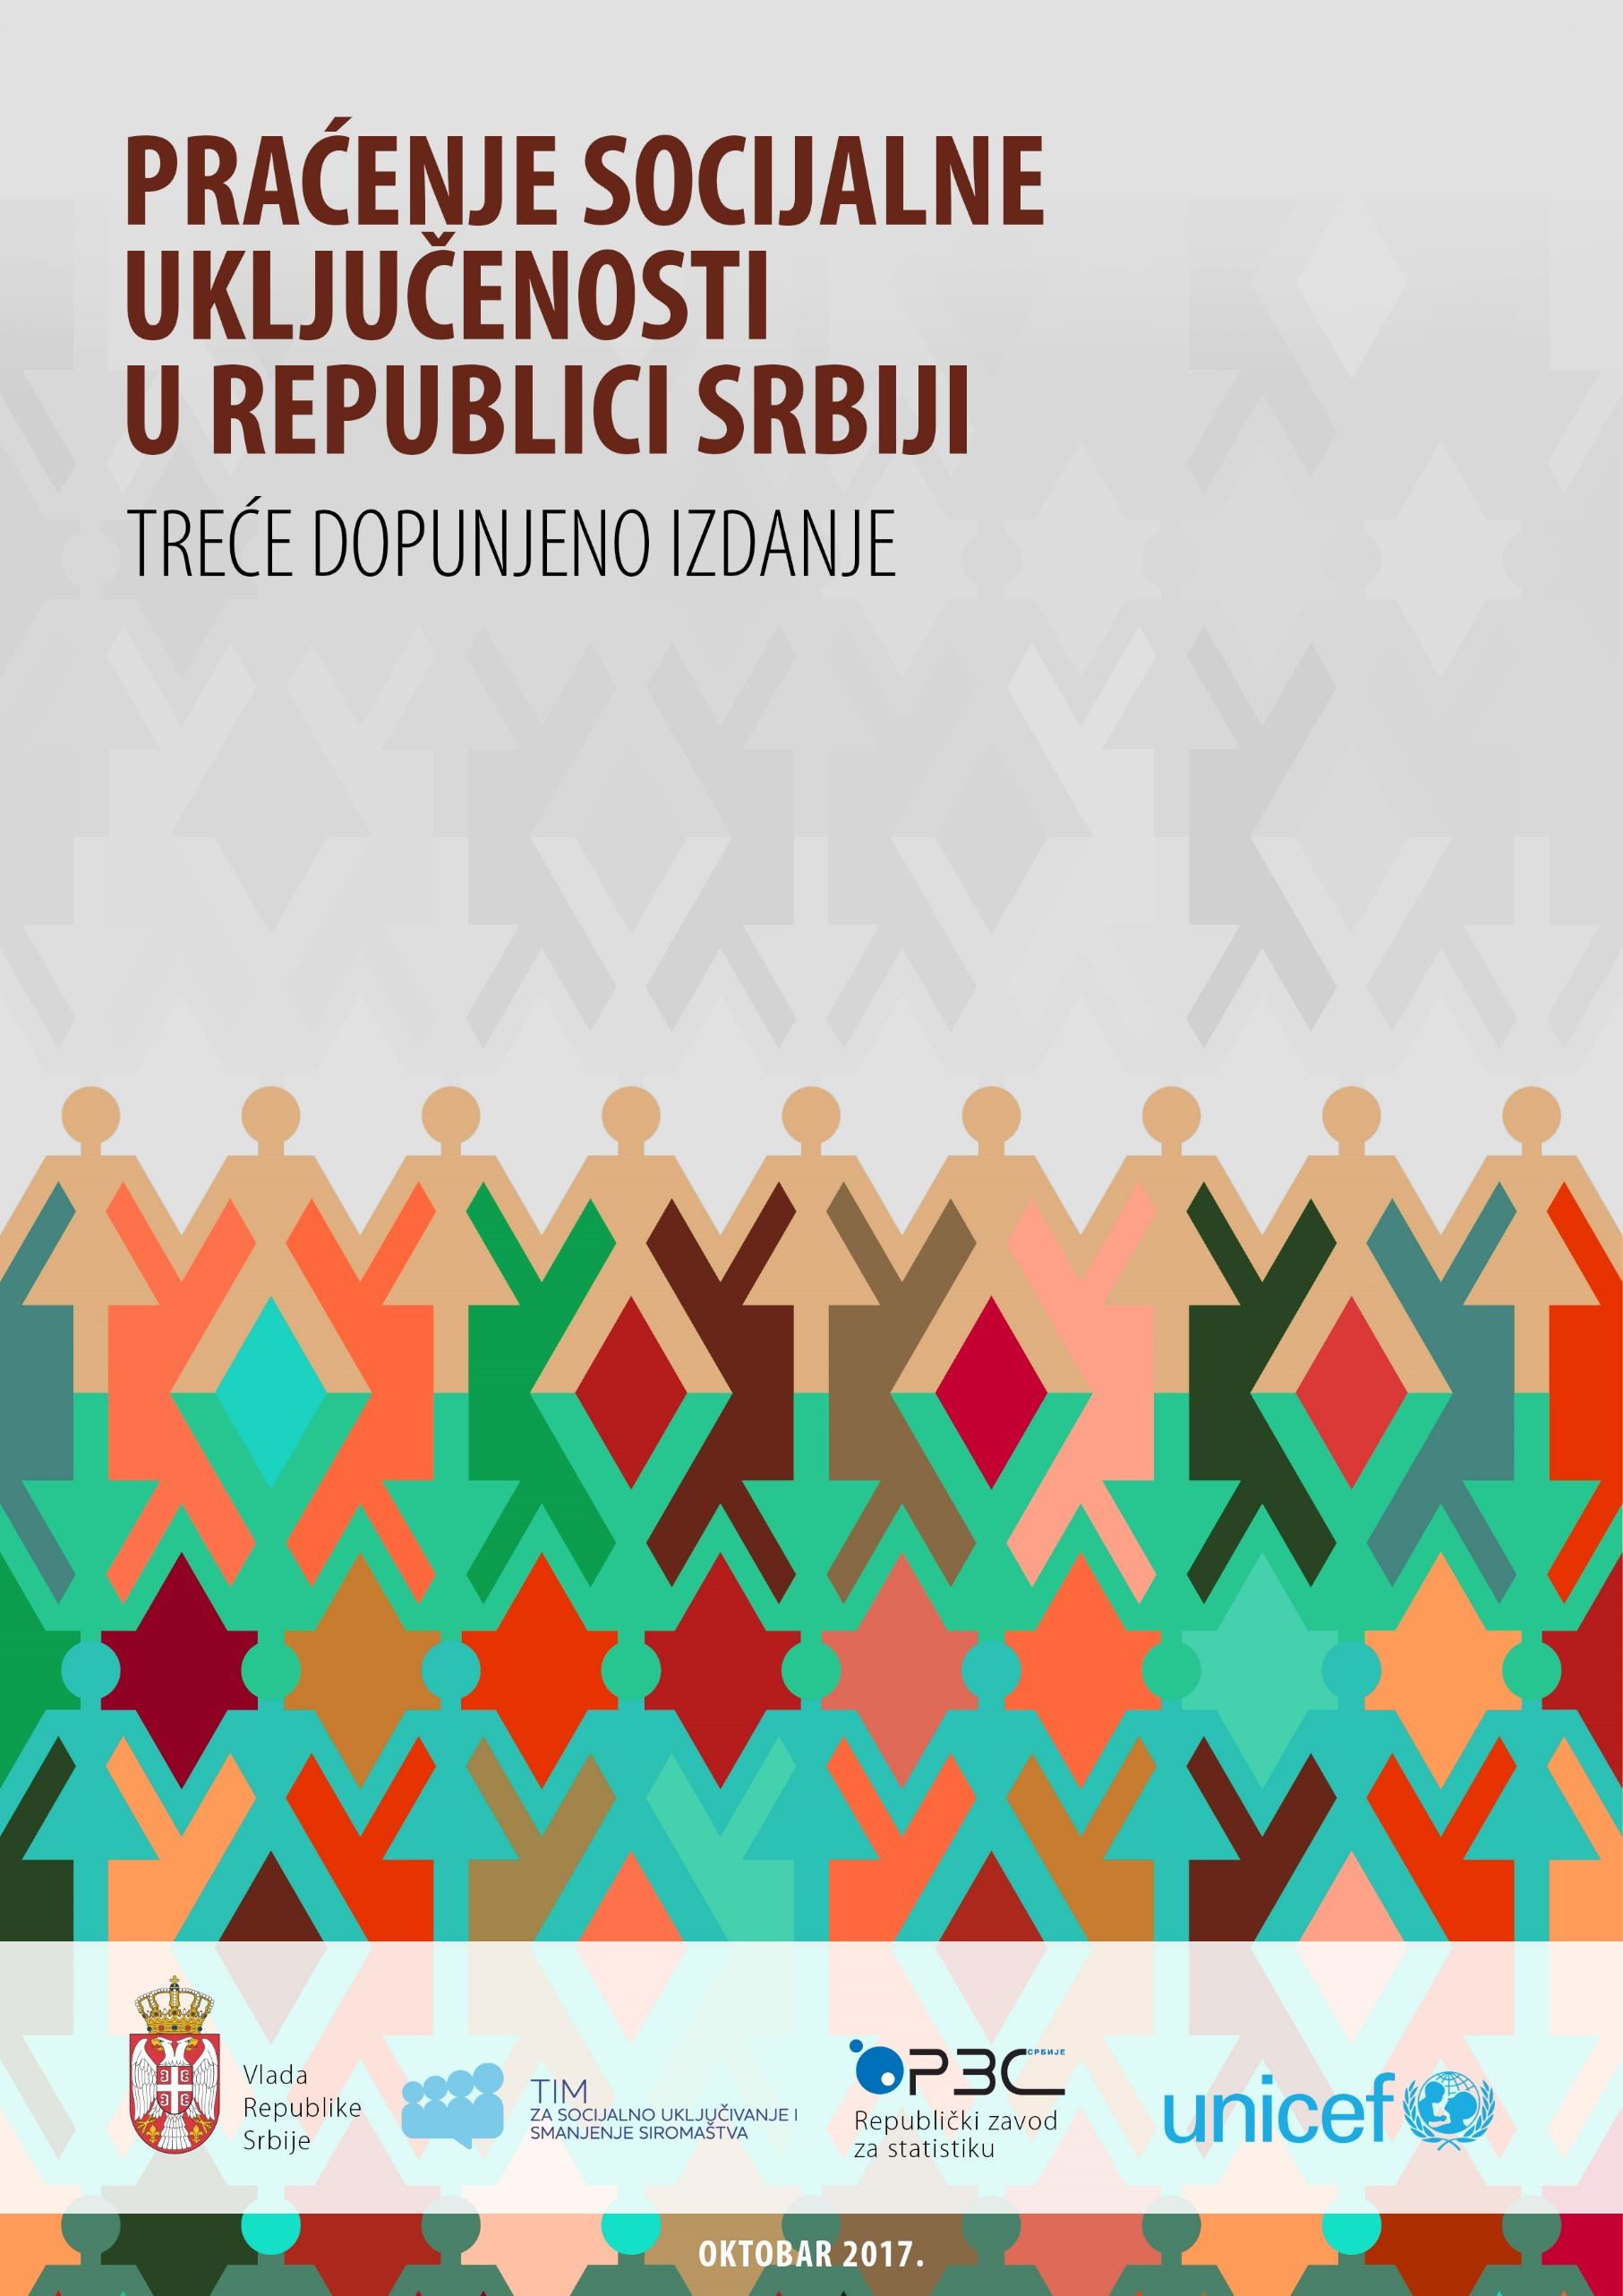 PRAĆENJE SOCIJALNE
UKLJUČENOSTI
U REPUBLICI SRBIJI
TREĆE DOPUNJENO IZDANJE
Vlada
Republike
Srbije
TIM
ZA SOCIJALNO UKLJUČIVANJE I
SMANJENJE SIROMAŠTVA
РЗС СРБИЈЕ
Republički zavod
za statistiku
unicef
OKTOBAR 2017.